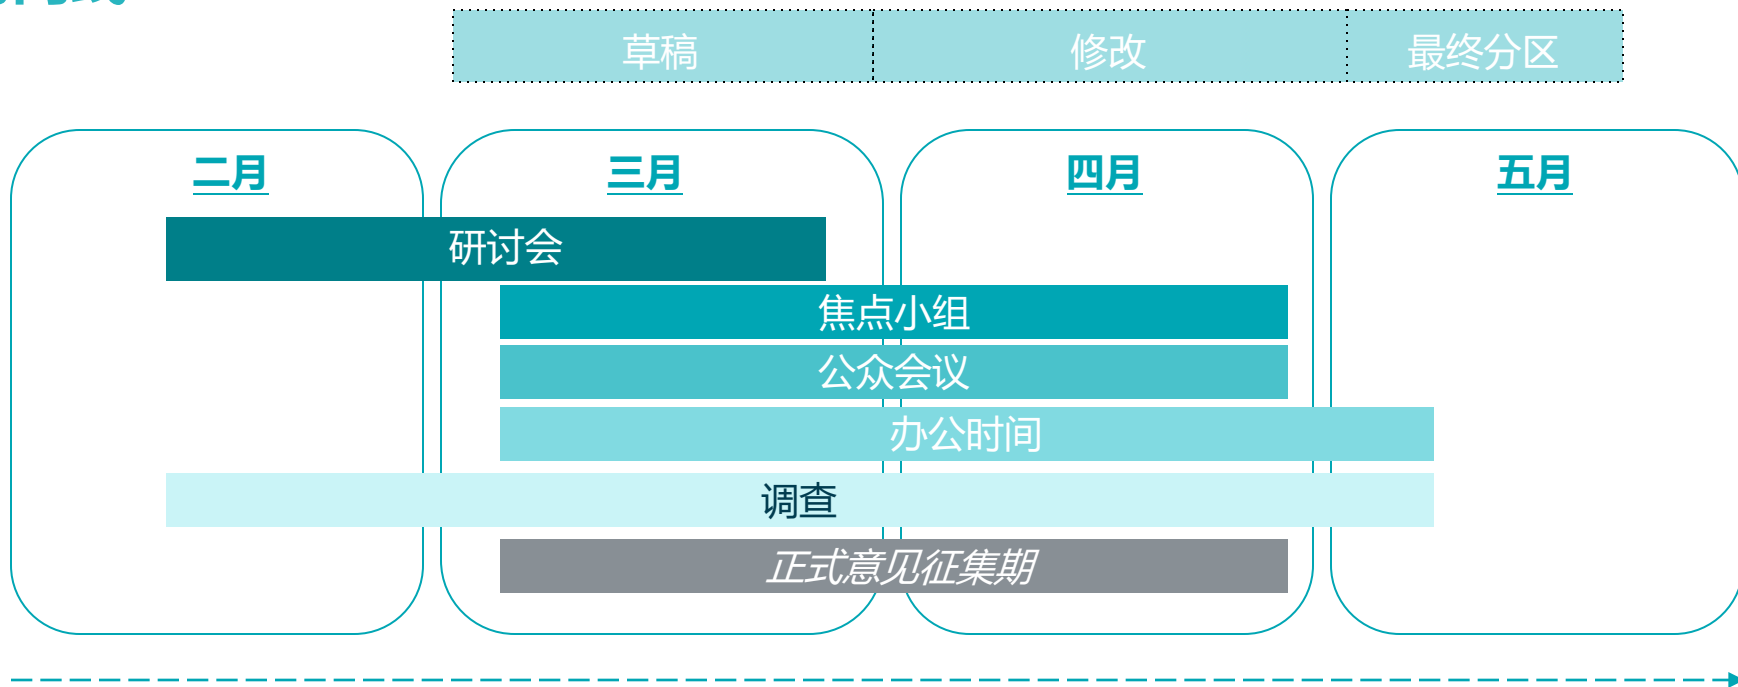 草稿 修改 最终分区
二月 三月 四月 五月
研讨会
焦点小组
公众会议
办公时间
调查
正式意见征集期